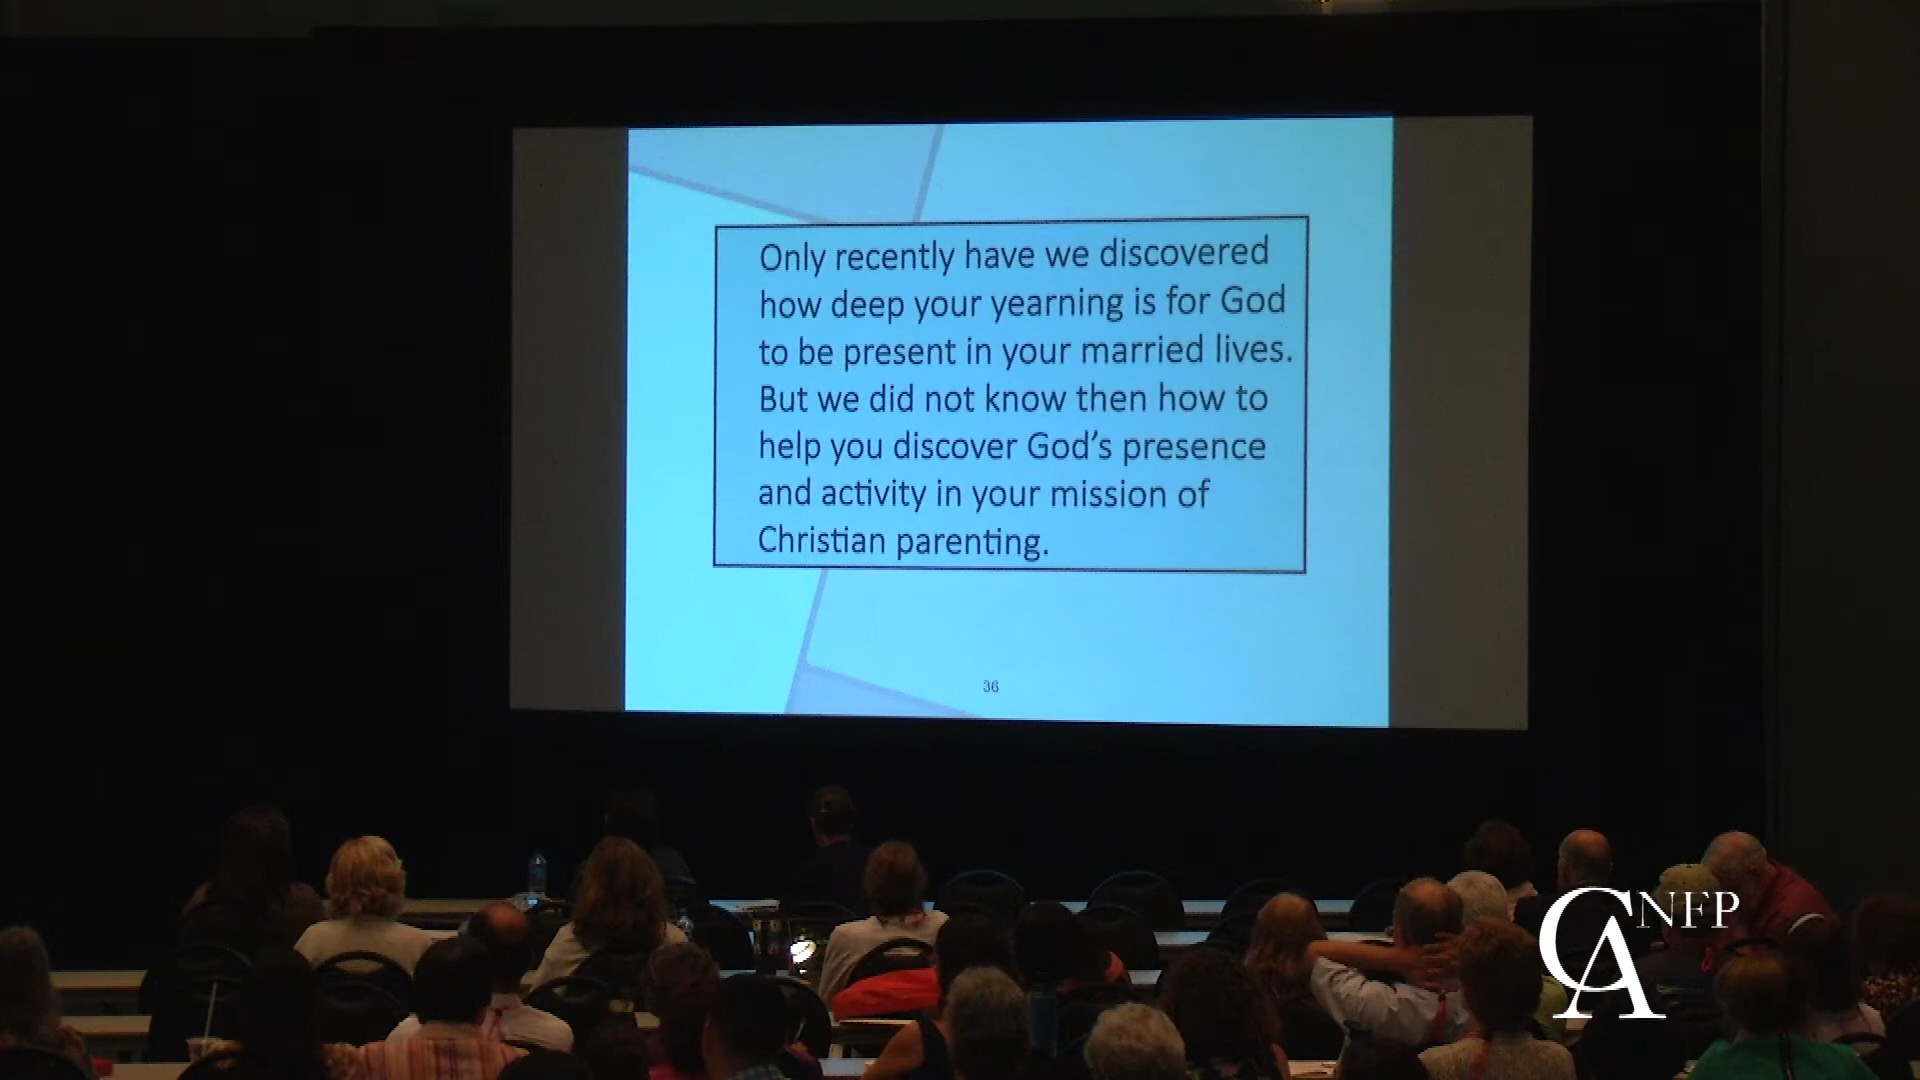 Only recently have we discovered
how deep your yearning is for God
to be present in your married lives.
But we did not know then how to
help you discover God's presence
and activity in your mission of
Christian parenting.
36
CANFP